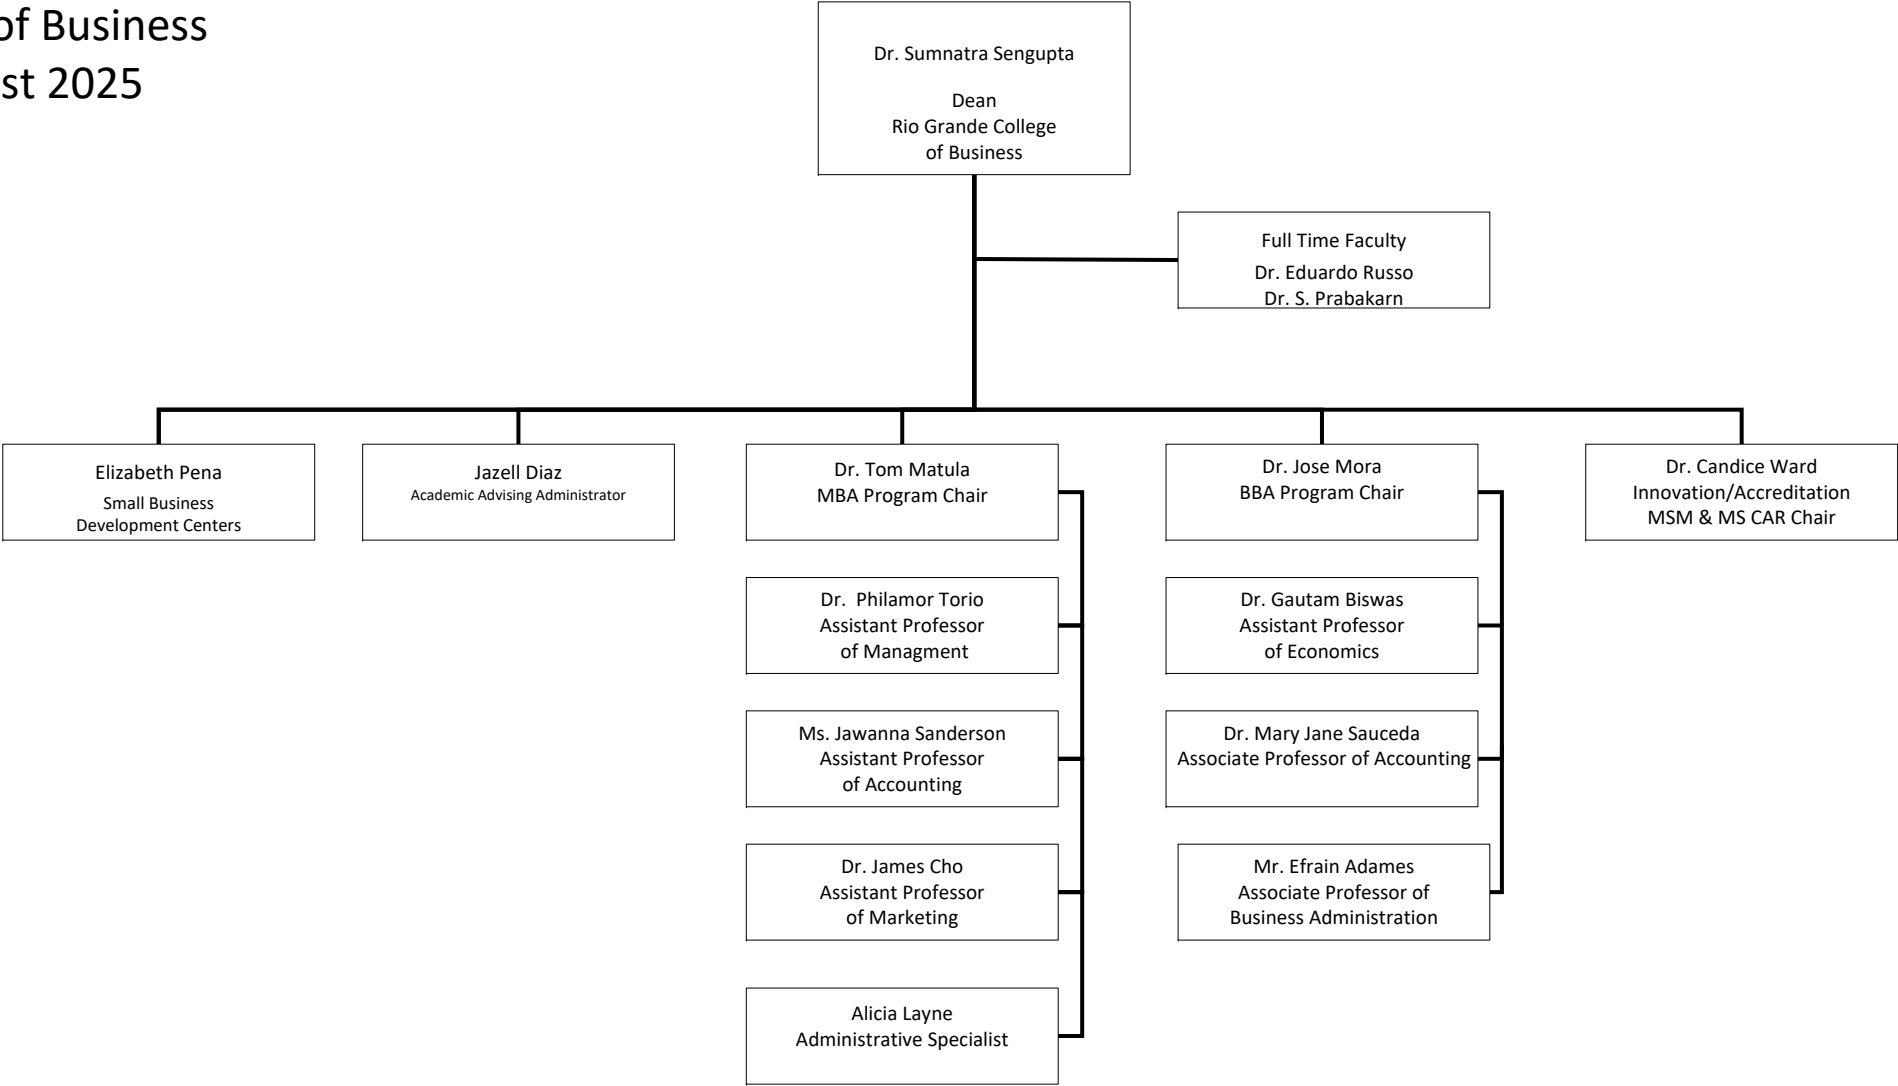 of Business
st 2025
Dr. Sumnatra Sengupta
Dean
Rio Grande College
of Business
Full Time Faculty
Dr. Eduardo Russo
Dr. S. Prabakarn
Elizabeth Pena
Small Business
Development Centers
Jazell Diaz
Academic Advising Administrator
Dr. Tom Matula
MBA Program Chair
Dr. Jose Mora
BBA Program Chair
Dr. Candice Ward
Innovation/Accreditation
MSM & MS CAR Chair
Dr.  Philamor Torio
Assistant Professor
of Managment
Dr. Gautam Biswas
Assistant Professor
of Economics
Ms. Jawanna Sanderson
Assistant Professor
of Accounting
Dr. Mary Jane Sauceda
Associate Professor of Accounting
Dr. James Cho
Assistant Professor
of Marketing
Mr. Efrain Adames
Associate Professor of
Business Administration
Alicia Layne
Administrative Specialist